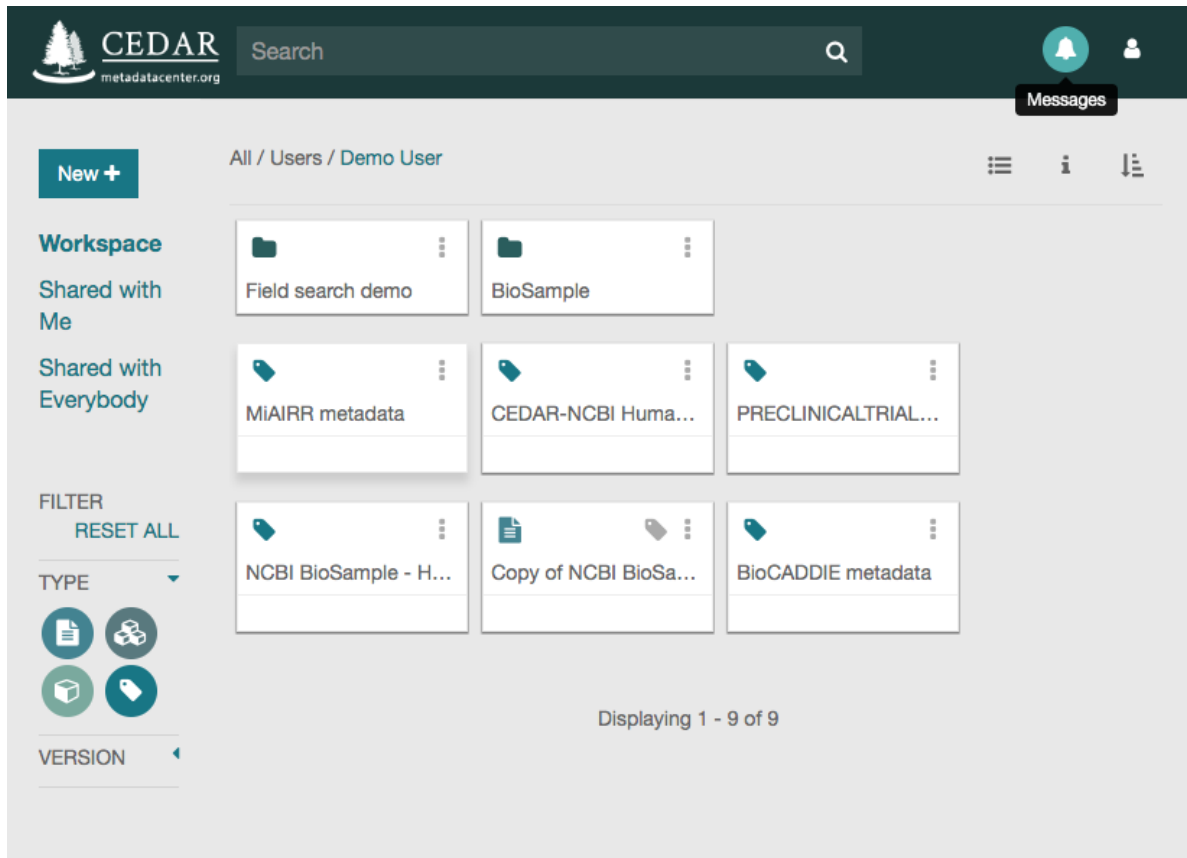 CEDAR
metadatacenter.org
Search
Messages
New +
All / Users / Demo User
Workspace
Shared with
Me
Shared with
Everybody
Field search demo
BioSample
MiAIRR metadata
CEDAR-NCBI Huma...
PRECLINICALTRIAL...
NCBI BioSample - H...
Copy of NCBI BioSa...
BioCADDIE metadata
FILTER
RESET ALL
TYPE
VERSION
Displaying 1 - 9 of 9